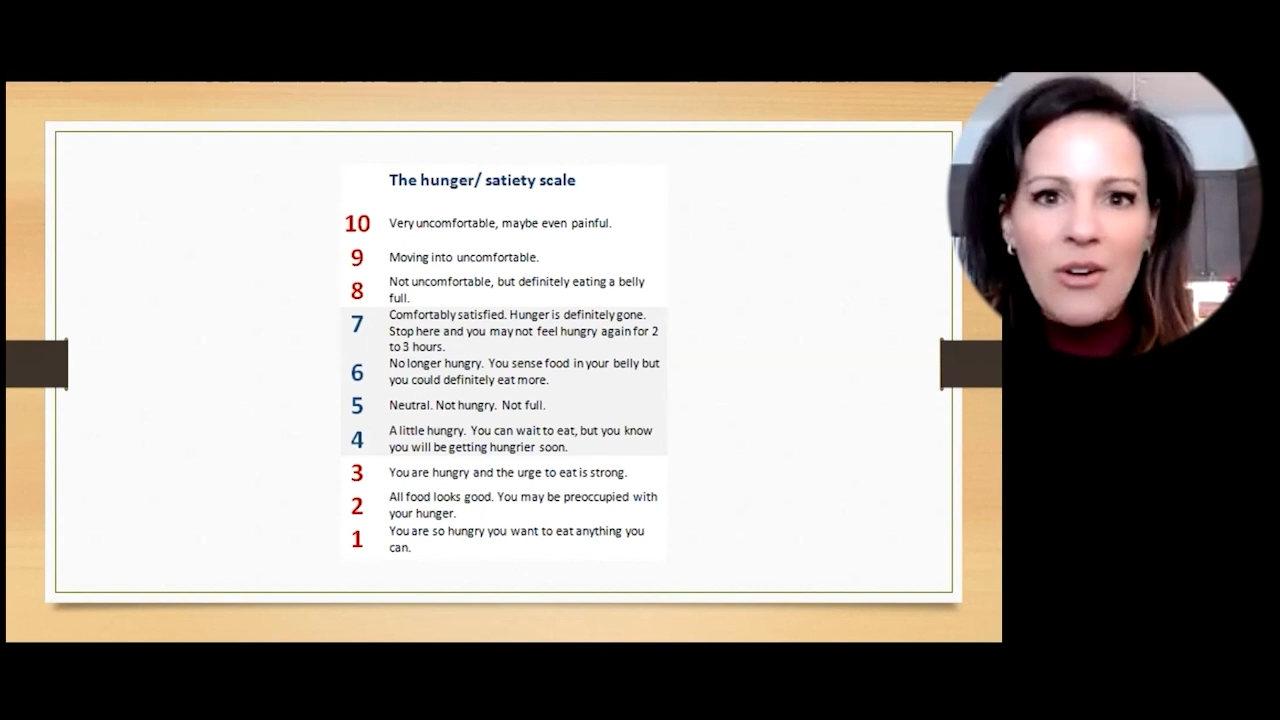 The hunger/ satiety scale
10 Very uncomfortable, maybe even painful.
9 Moving into uncomfortable.
8 Not uncomfortable, but definitely eating a belly
full.
7 Comfortably satisfied. Hunger is definitely gone.
Stop here and you may not feel hungry again for 2
to 3 hours.
6 No longer hungry. You sense food in your belly but
you could definitely eat more.
5 Neutral. Not hungry. Not full.
4 A little hungry. You can wait to eat, but you know
you will be getting hungrier soon.
3 You are hungry and the urge to eat is strong.
2 All food looks good. You may be preoccupied with
your hunger.
1 You are so hungry you want to eat anything you
can.